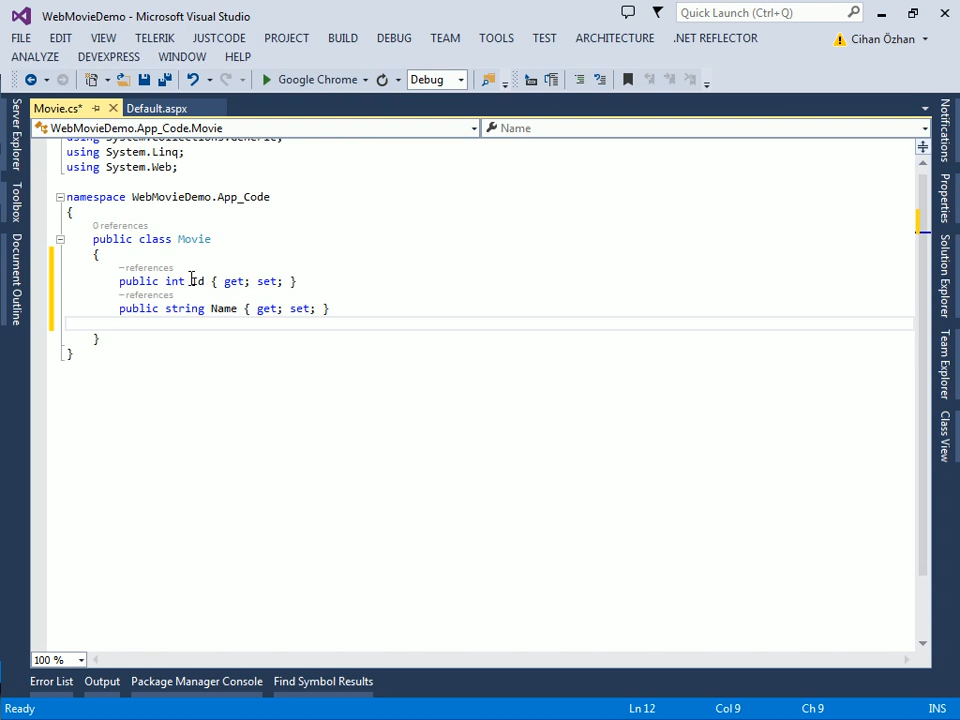 WebMovieDemo - Microsoft Visual Studio
Quick Launch (Ctrl+Q)
FILE EDIT VIEW TELERIK JUSTCODE PROJECT BUILD DEBUG TEAM TOOLS TEST ARCHITECTURE .NET REFLECTOR Cihan Özhan
ANALYZE DEVEXPRESS WINDOW HELP
Google Chrome Debug
Movie.cs* Default.aspx
WebMovieDemo.App_Code.Movie Name
using System.Collections.Generic;
using System.Linq;
using System.Web;
namespace WebMovieDemo.App_Code
{
0 references
public class Movie
{
– references
public int Id { get; set; }
– references
public string Name { get; set; }
}
}
Server Explorer
Toolbox
Document Outline
Notifications
Properties
Solution Explorer
Team Explorer
Class View
100 %
Error List Output Package Manager Console Find Symbol Results
Ready Ln 12 Col 9 Ch 9 INS